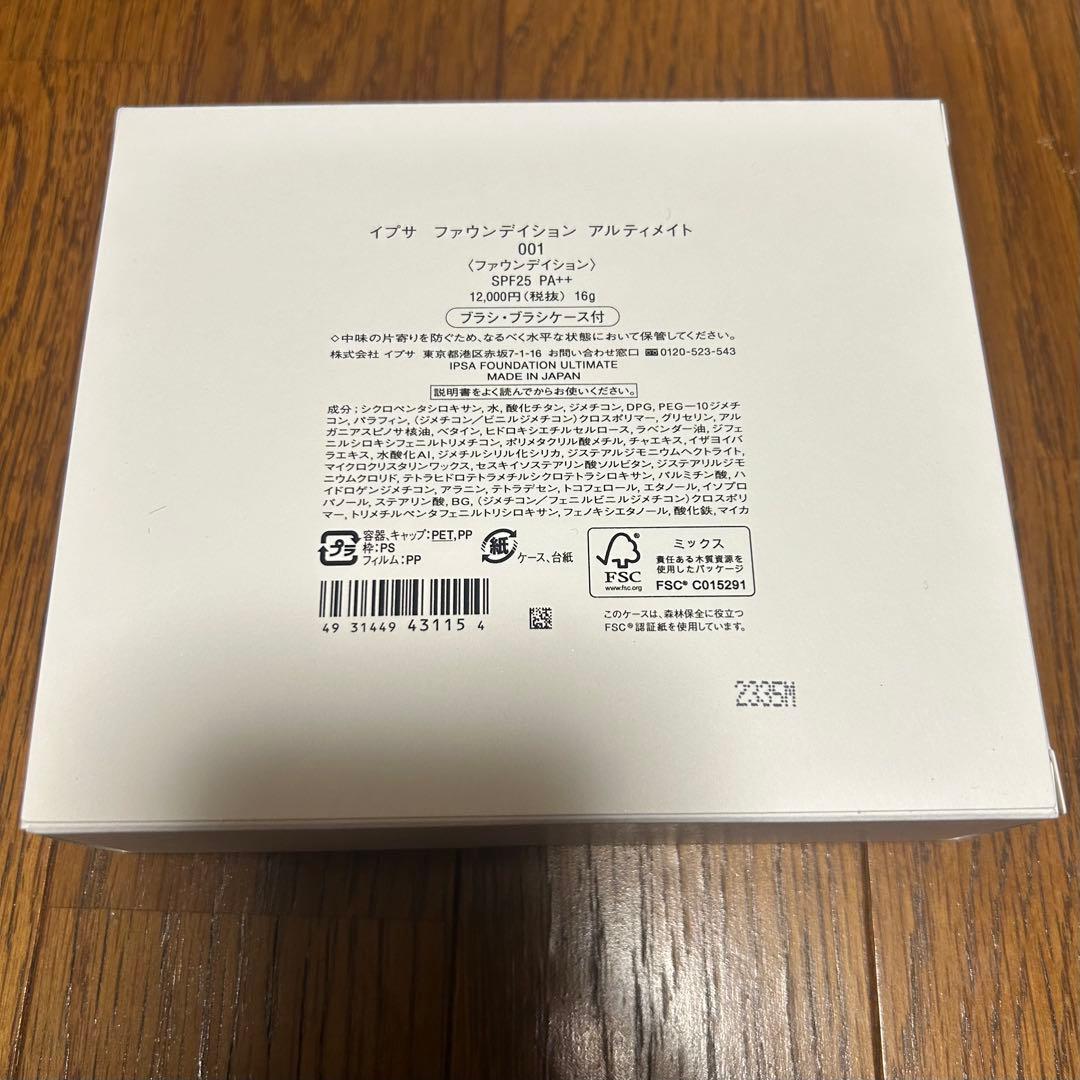 イプサ ファウンデイション アルティメイト
001
〈ファウンデイション〉
SPF25 PA++
12,000円(税抜) 16g
ブラシ・ブラシケース付
◇中味の片寄りを防ぐため、なるべく水平な状態において保管してください。
株式会社 イプサ 東京都港区赤坂7-1-16 お問い合わせ窓口 0120-523-543
IPSA FOUNDATION ULTIMATE
MADE IN JAPAN
説明書をよく読んでからお使いください。
成分:シクロペンタシロキサン, 水, 酸化チタン, ジメチコン, DPG, PEG－10ジメチ
コン, パラフィン, (ジメチコン／ビニルジメチコン)クロスポリマー, グリセリン, アル
ガニアスピノサ核油, ベタイン, ヒドロキシエチルセルロース, ラベンダー油, ジフェ
ニルシロキシフェニルトリメチコン, ポリメタクリル酸メチル, チャエキス, イザヨイバ
ラエキス, 水酸化Al, ジメチルシリル化シリカ, ジステアルジモニウムヘクトライト,
マイクロクリスタリンワックス, セスキイソステアリン酸ソルビタン, ジステアリルジモ
ニウムクロリド, テトラヒドロテトラメチルシクロテトラシロキサン, パルミチン酸, ハ
イドロゲンジメチコン, アラニン, テトラデセン, トコフェロール, エタノール, イソプロ
パノール, ステアリン酸, BG, (ジメチコン／フェニルビニルジメチコン)クロスポリ
マー, トリメチルペンタフェニルトリシロキサン, フェノキシエタノール, 酸化鉄, マイカ
プラ
容器、キャップ:PET,PP
枠:PS
フィルム:PP
紙
ケース、台紙
FSC
www.fsc.org
ミックス
責任ある木質資源を
使用したパッケージ
FSC® C015291
4931449431154
このケースは、森林保全に役立つ
FSC®認証紙を使用しています。
2335M